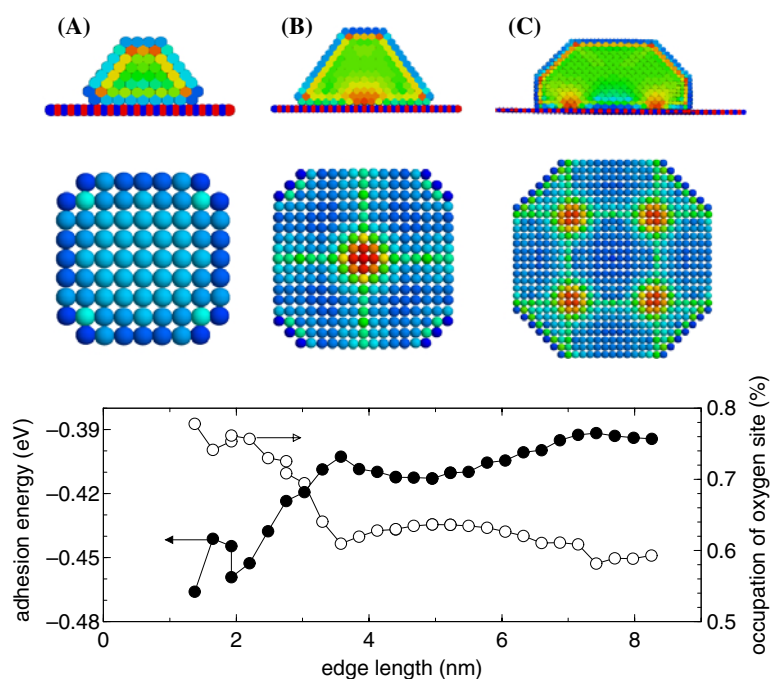 (A)
(B)
(C)
adhesion energy (eV)
−0.39
−0.42
−0.45
−0.48
0.8
0.7
0.6
0.5
occupation of oxygen site (%)
0 2 4 6 8
edge length (nm)